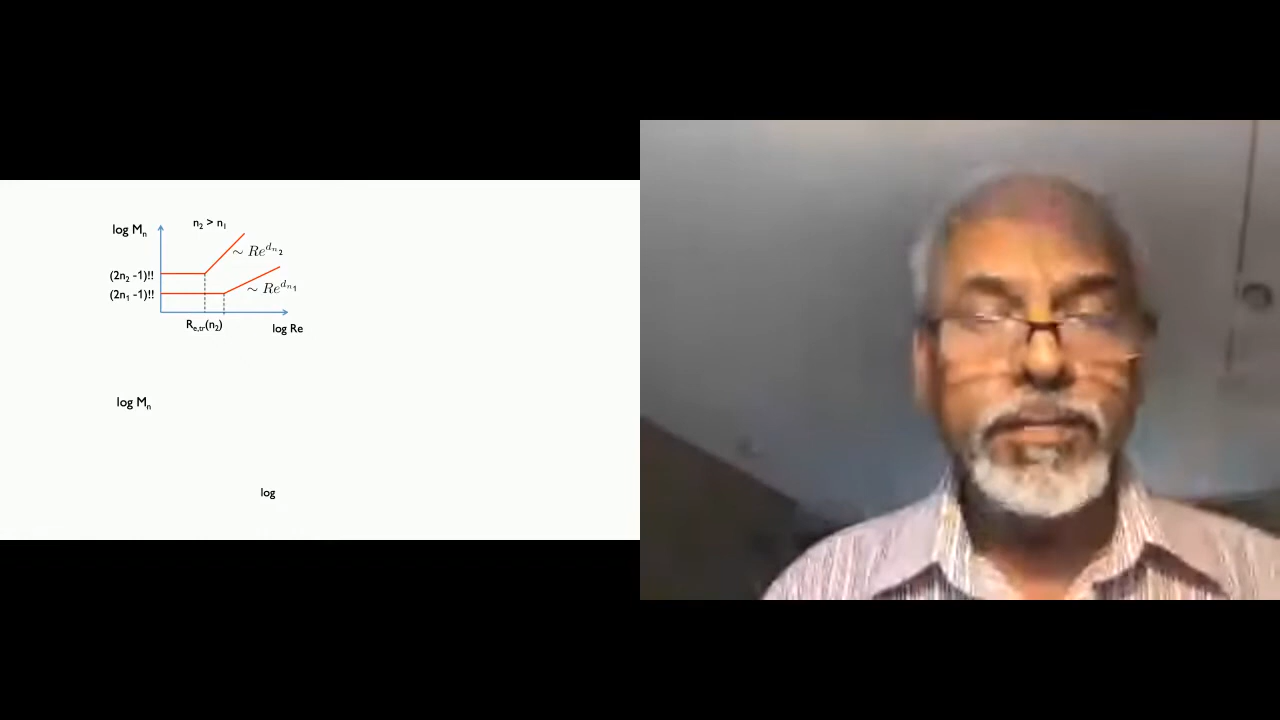 n₂ > n₁
log Mₙ
~ Re^{dₙ₂}
(2n₂ -1)!!
(2n₁ -1)!!
~ Re^{dₙ₁}
Rₑ,ₜᵣ(n₂)
log Re
log Mₙ
log